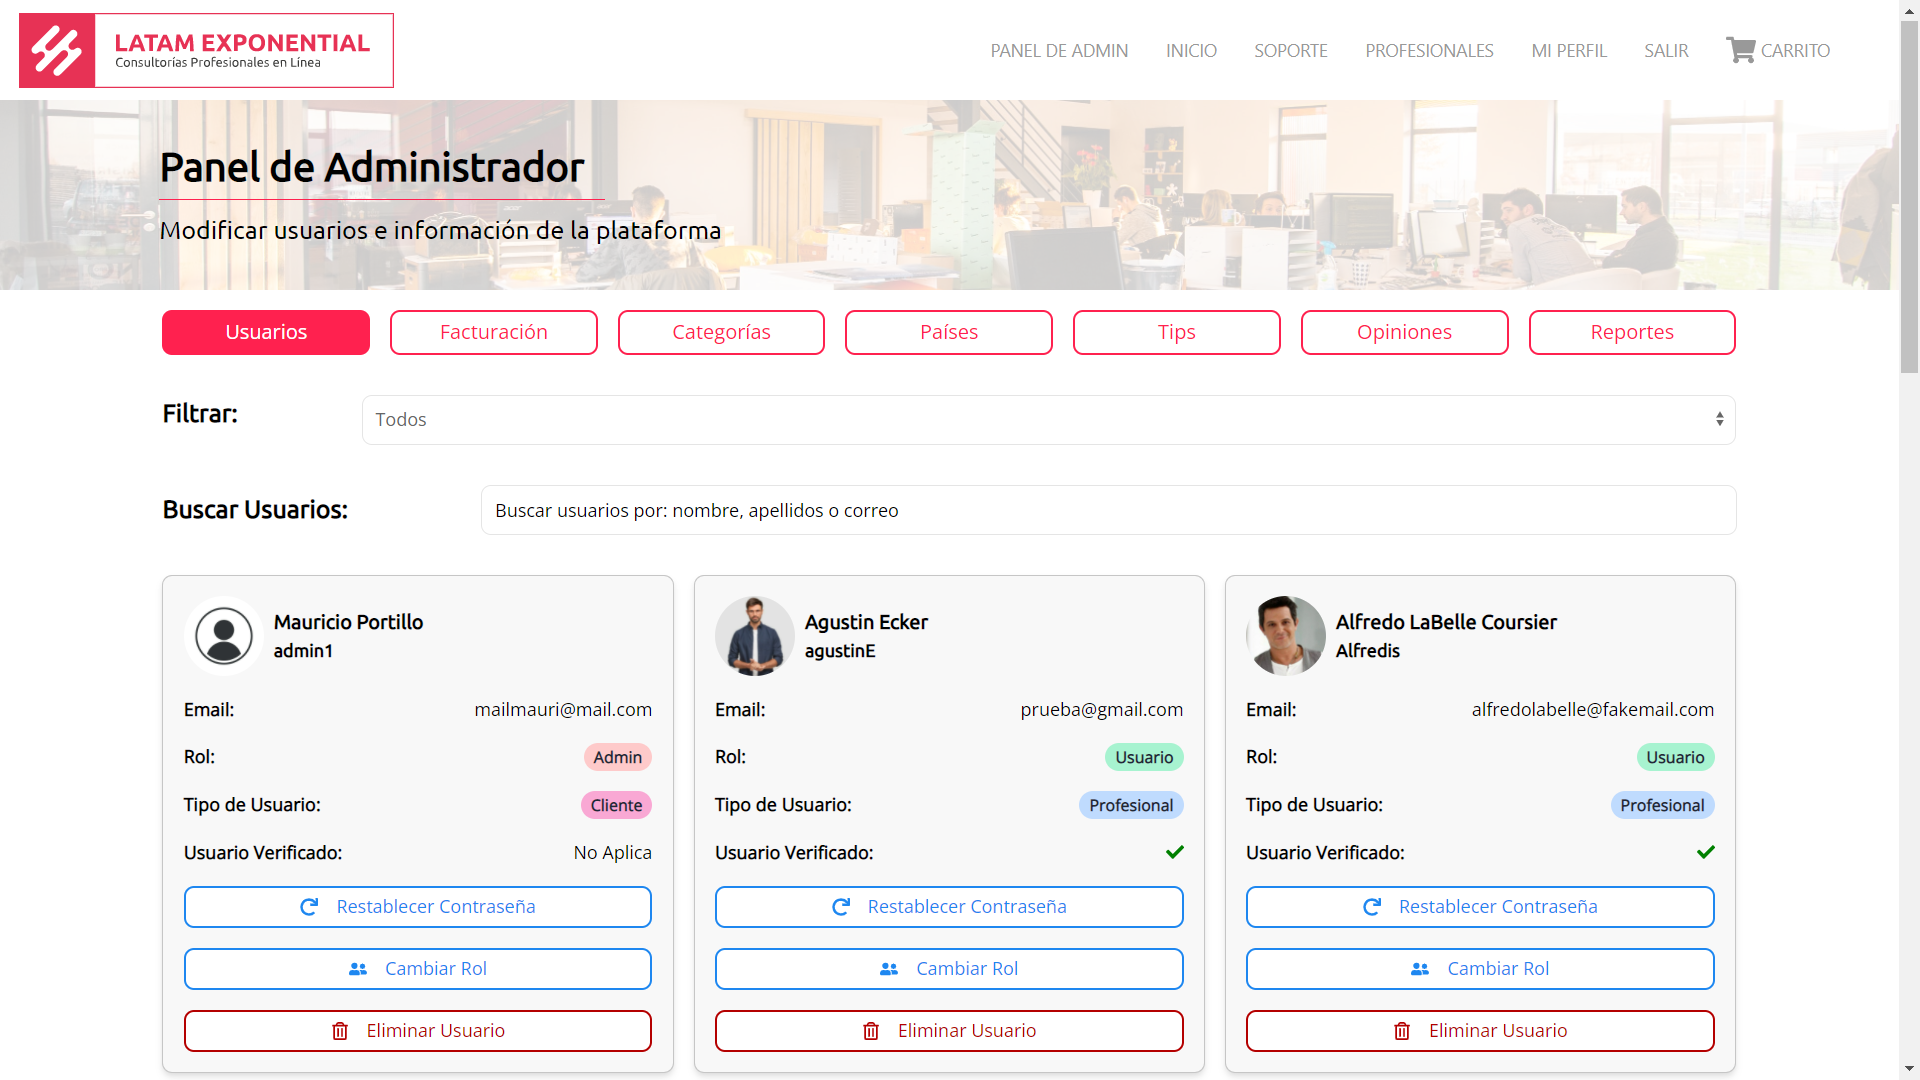 LATAM EXPONENTIAL
Consultorías Profesionales en Línea
PANEL DE ADMIN INICIO SOPORTE PROFESIONALES MI PERFIL SALIR CARRITO
Panel de Administrador
Modificar usuarios e información de la plataforma
Usuarios Facturación Categorías Países Tips Opiniones Reportes
Filtrar: Todos
Buscar Usuarios: Buscar usuarios por: nombre, apellidos o correo
Mauricio Portillo
admin1
Email: mailmauri@mail.com
Rol: Admin
Tipo de Usuario: Cliente
Usuario Verificado: No Aplica
Restablecer Contraseña
Cambiar Rol
Eliminar Usuario
Agustin Ecker
agustinE
Email: prueba@gmail.com
Rol: Usuario
Tipo de Usuario: Profesional
Usuario Verificado:
Restablecer Contraseña
Cambiar Rol
Eliminar Usuario
Alfredo LaBelle Coursier
Alfredis
Email: alfredolabelle@fakemail.com
Rol: Usuario
Tipo de Usuario: Profesional
Usuario Verificado:
Restablecer Contraseña
Cambiar Rol
Eliminar Usuario